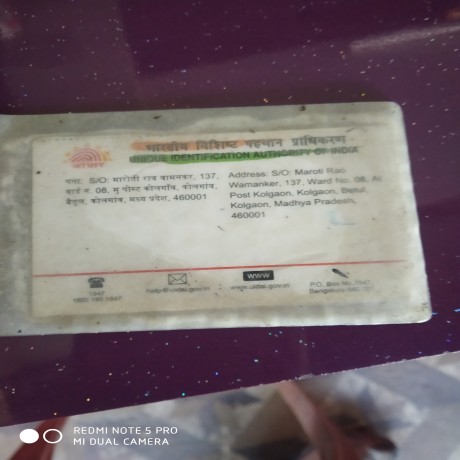 भारतीय विशिष्ट पहचान प्राधिकरण
UNIQUE IDENTIFICATION AUTHORITY OF INDIA
पता: S/O: मारोती राव वामनकर, 137,
वार्ड न 08, मु पोस्ट कोलगाँव, कोलगांव,
बैतूल, कोलगांव, मध्य प्रदेश, 460001
Address: S/O: Maroti Rao
Wamanker, 137, Ward No. 08, At
Post Kolgaon, Kolgaon, Betul,
Kolgaon, Madhya Pradesh,
460001
1947
1800 180 1947
help@uidai.gov.in
WWW
www.uidai.gov.in
P.O. Box No.1947,
REDMI NOTE 5 PRO
MI DUAL CAMERA